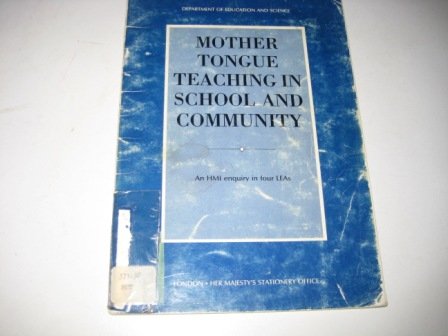 DEPARTMENT OF EDUCATION AND SCIENCE
MOTHER
TONGUE
TEACHING IN
SCHOOL AND
COMMUNITY
An HMI enquiry in four LEAs
LONDON • HER MAJESTY'S STATIONERY OFFICE